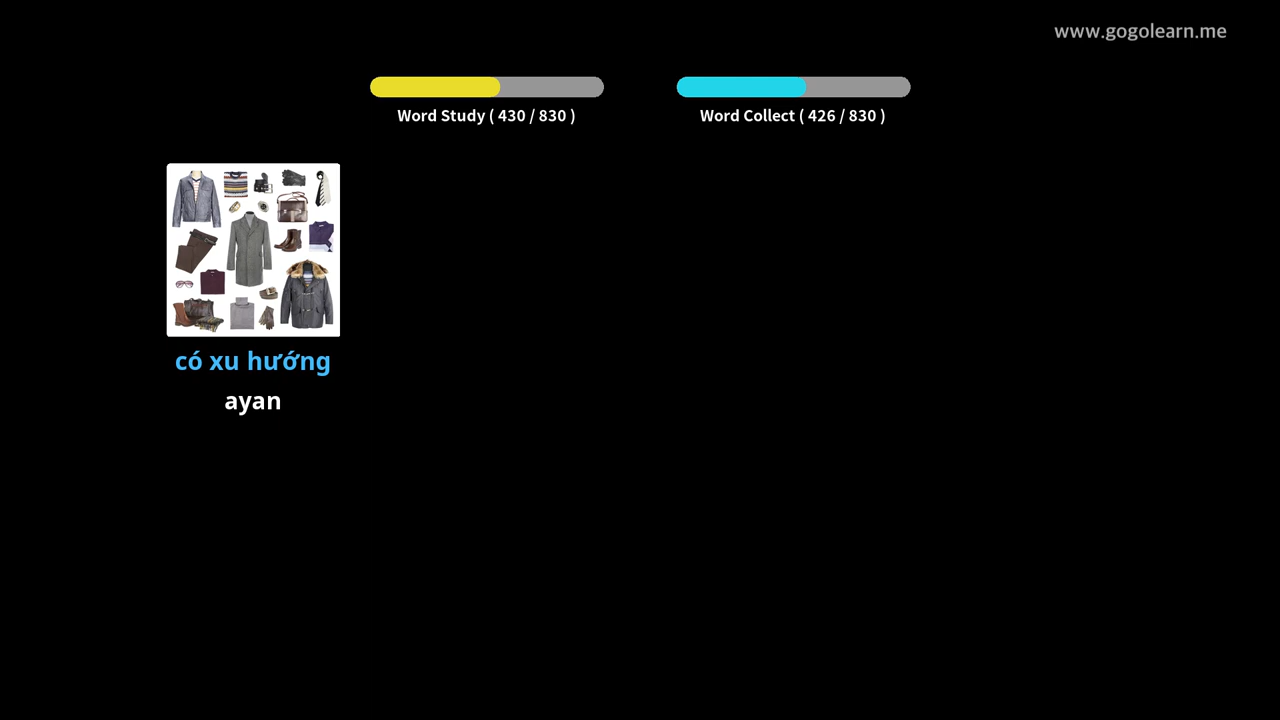 www.gogolearn.me
Word Study ( 430 / 830 )
Word Collect ( 426 / 830 )
có xu hướng
ayan